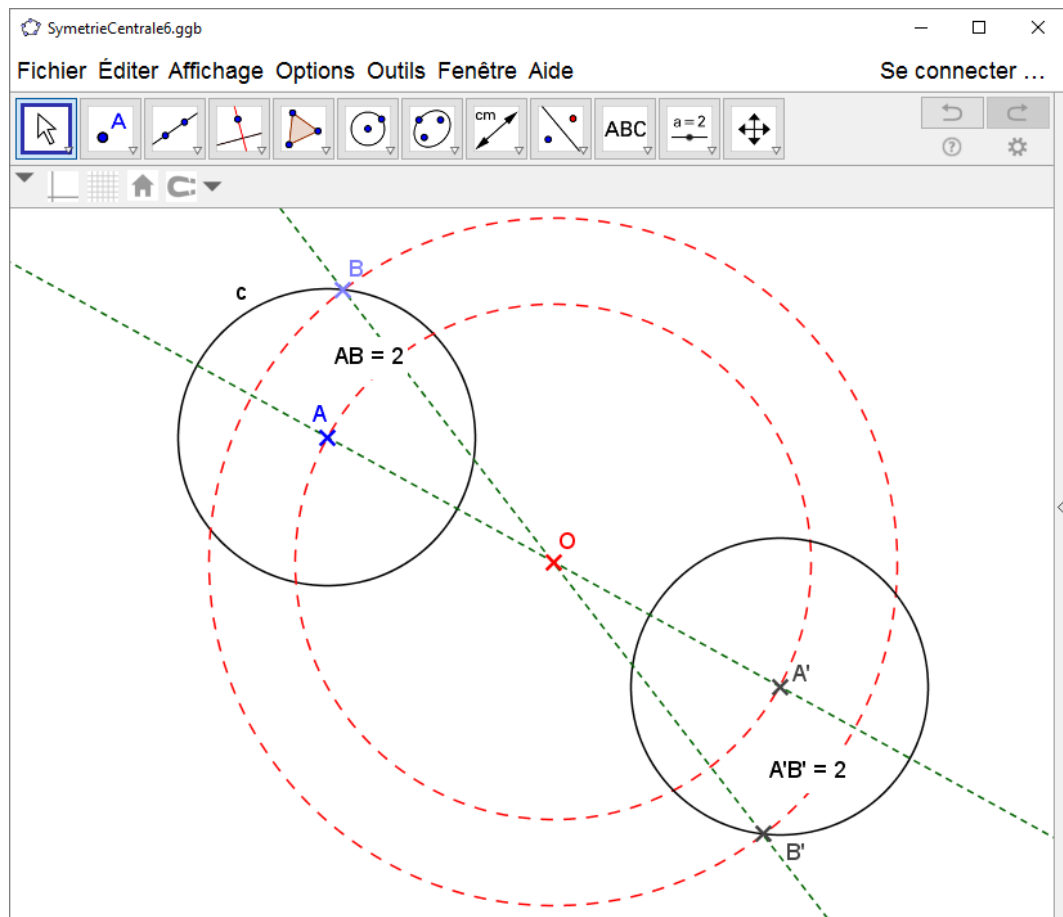 SymetrieCentrale6.ggb
Fichier Éditer Affichage Options Outils Fenêtre Aide Se connecter ...
A cm ABC a = 2
?
B
c
AB = 2
A
O
A'
A'B' = 2
B'